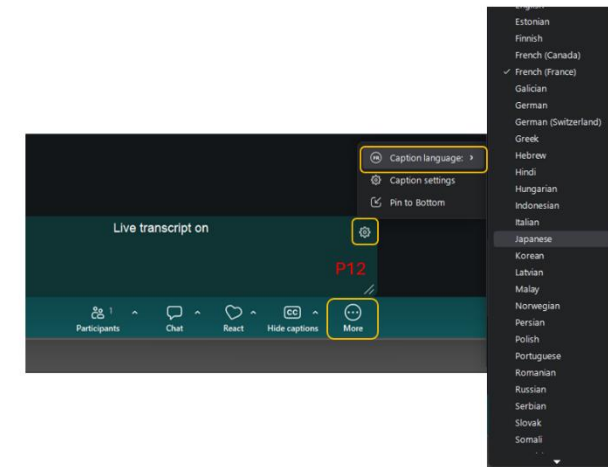 Caption language:
Caption settings
Pin to Bottom
Live transcript on
P12
1
Participants
Chat
React
CC
Hide captions
More
English
Estonian
Finnish
French (Canada)
French (France)
Galician
German
German (Switzerland)
Greek
Hebrew
Hindi
Hungarian
Indonesian
Italian
Japanese
Korean
Latvian
Malay
Norwegian
Persian
Polish
Portuguese
Romanian
Russian
Serbian
Slovak
Somali